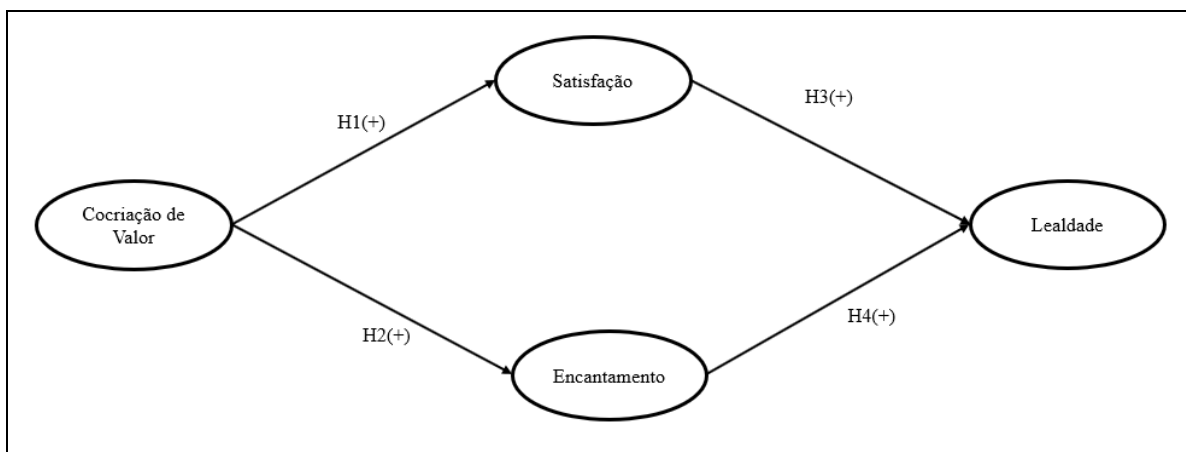 Satisfação
H3(+)
H1(+)
Cocriação de
Valor
Lealdade
H2(+)
H4(+)
Encantamento